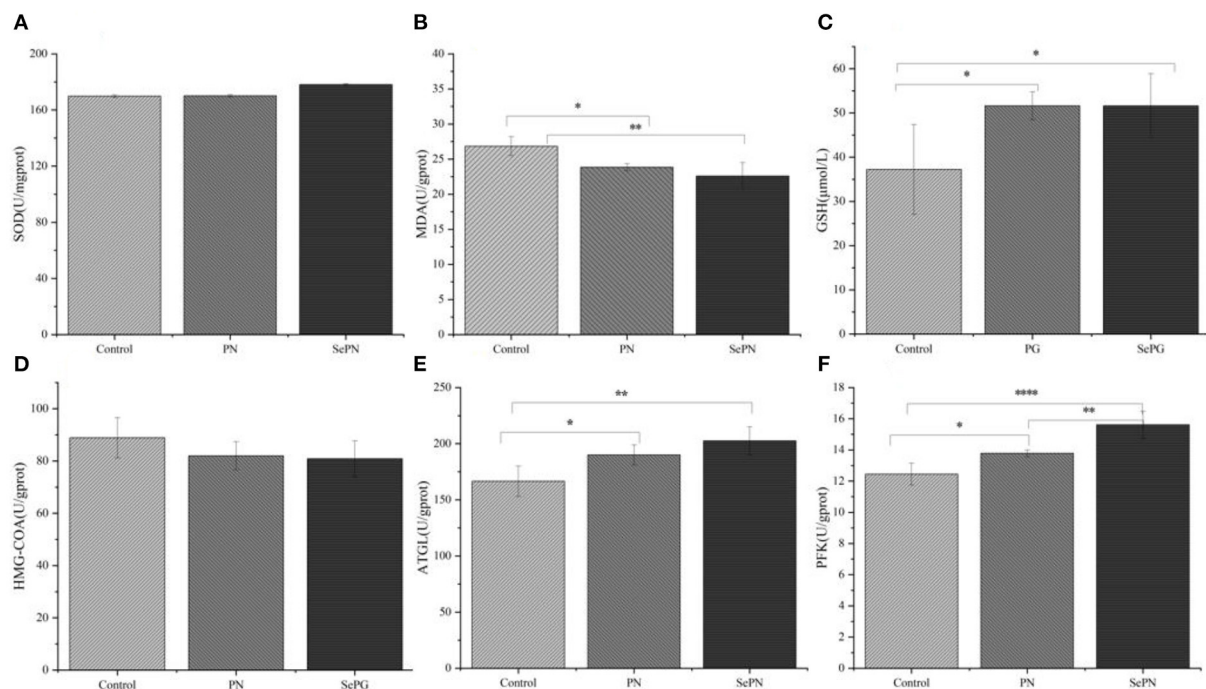 A
SOD(U/mgprot)
200
160
120
80
40
0
Control PN SePN
B
MDA(U/gprot)
40
35
30
25
20
15
10
5
0
*
**
Control PN SePN
C
GSH(μmol/L)
60
50
40
30
20
10
0
*
*
Control PG SePG
D
HMG-COA(U/gprot)
100
80
60
40
20
0
Control PN SePG
E
ATGL(U/gprot)
250
200
150
100
50
0
**
*
Control PN SePN
F
PFK(U/gprot)
18
16
14
12
10
8
6
4
2
0
****
**
*
Control PN SePN